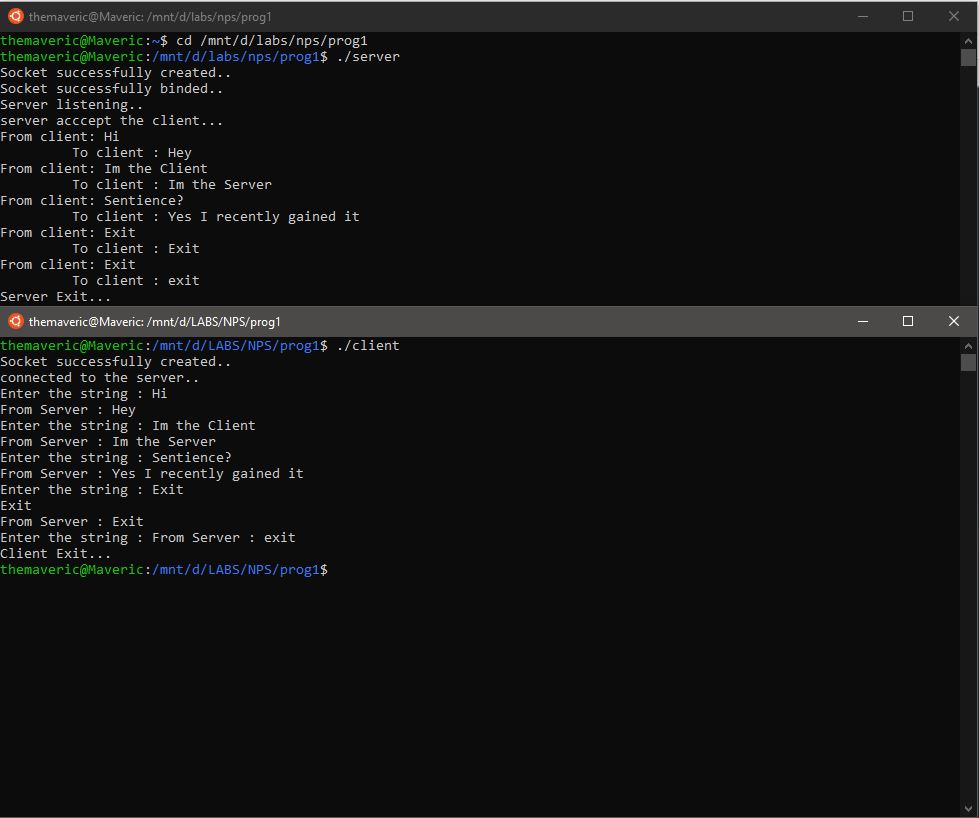 themaveric@Maveric: /mnt/d/labs/nps/prog1
themaveric@Maveric:~$ cd /mnt/d/labs/nps/prog1
themaveric@Maveric:/mnt/d/labs/nps/prog1$ ./server
Socket successfully created..
Socket successfully binded..
Server listening..
server acccept the client...
From client: Hi
To client : Hey
From client: Im the Client
To client : Im the Server
From client: Sentience?
To client : Yes I recently gained it
From client: Exit
To client : Exit
From client: Exit
To client : exit
Server Exit...
themaveric@Maveric: /mnt/d/LABS/NPS/prog1
themaveric@Maveric:/mnt/d/LABS/NPS/prog1$ ./client
Socket successfully created..
connected to the server..
Enter the string : Hi
From Server : Hey
Enter the string : Im the Client
From Server : Im the Server
Enter the string : Sentience?
From Server : Yes I recently gained it
Enter the string : Exit
Exit
From Server : Exit
Enter the string : From Server : exit
Client Exit...
themaveric@Maveric:/mnt/d/LABS/NPS/prog1$